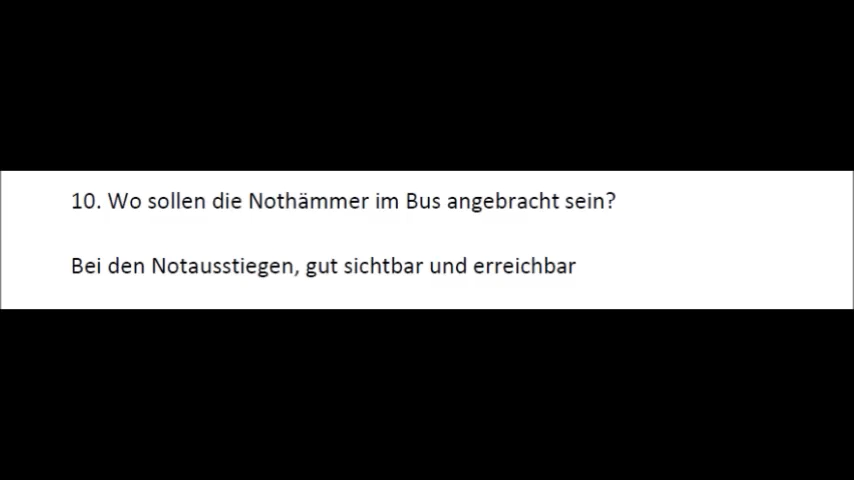 10. Wo sollen die Nothämmer im Bus angebracht sein?
Bei den Notausstiegen, gut sichtbar und erreichbar